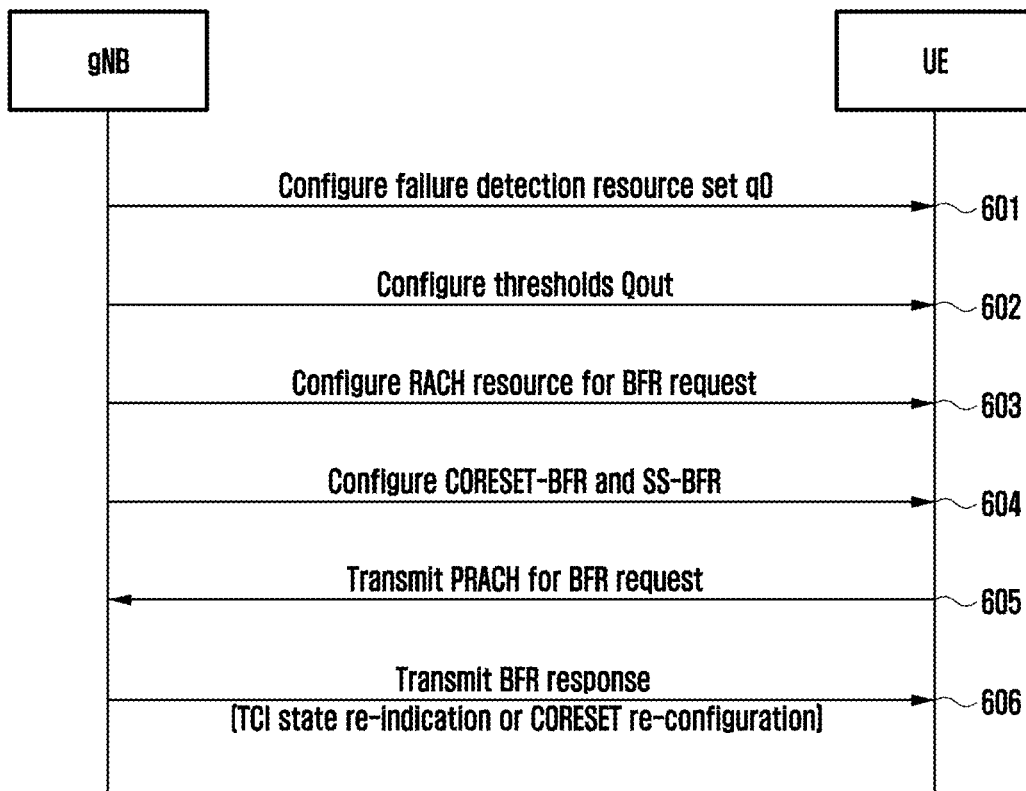 gNB
UE
Configure failure detection resource set q0
601
Configure thresholds Qout
602
Configure RACH resource for BFR request
603
Configure CORESET-BFR and SS-BFR
604
Transmit PRACH for BFR request
605
Transmit BFR response
(TCI state re-indication or CORESET re-configuration)
606